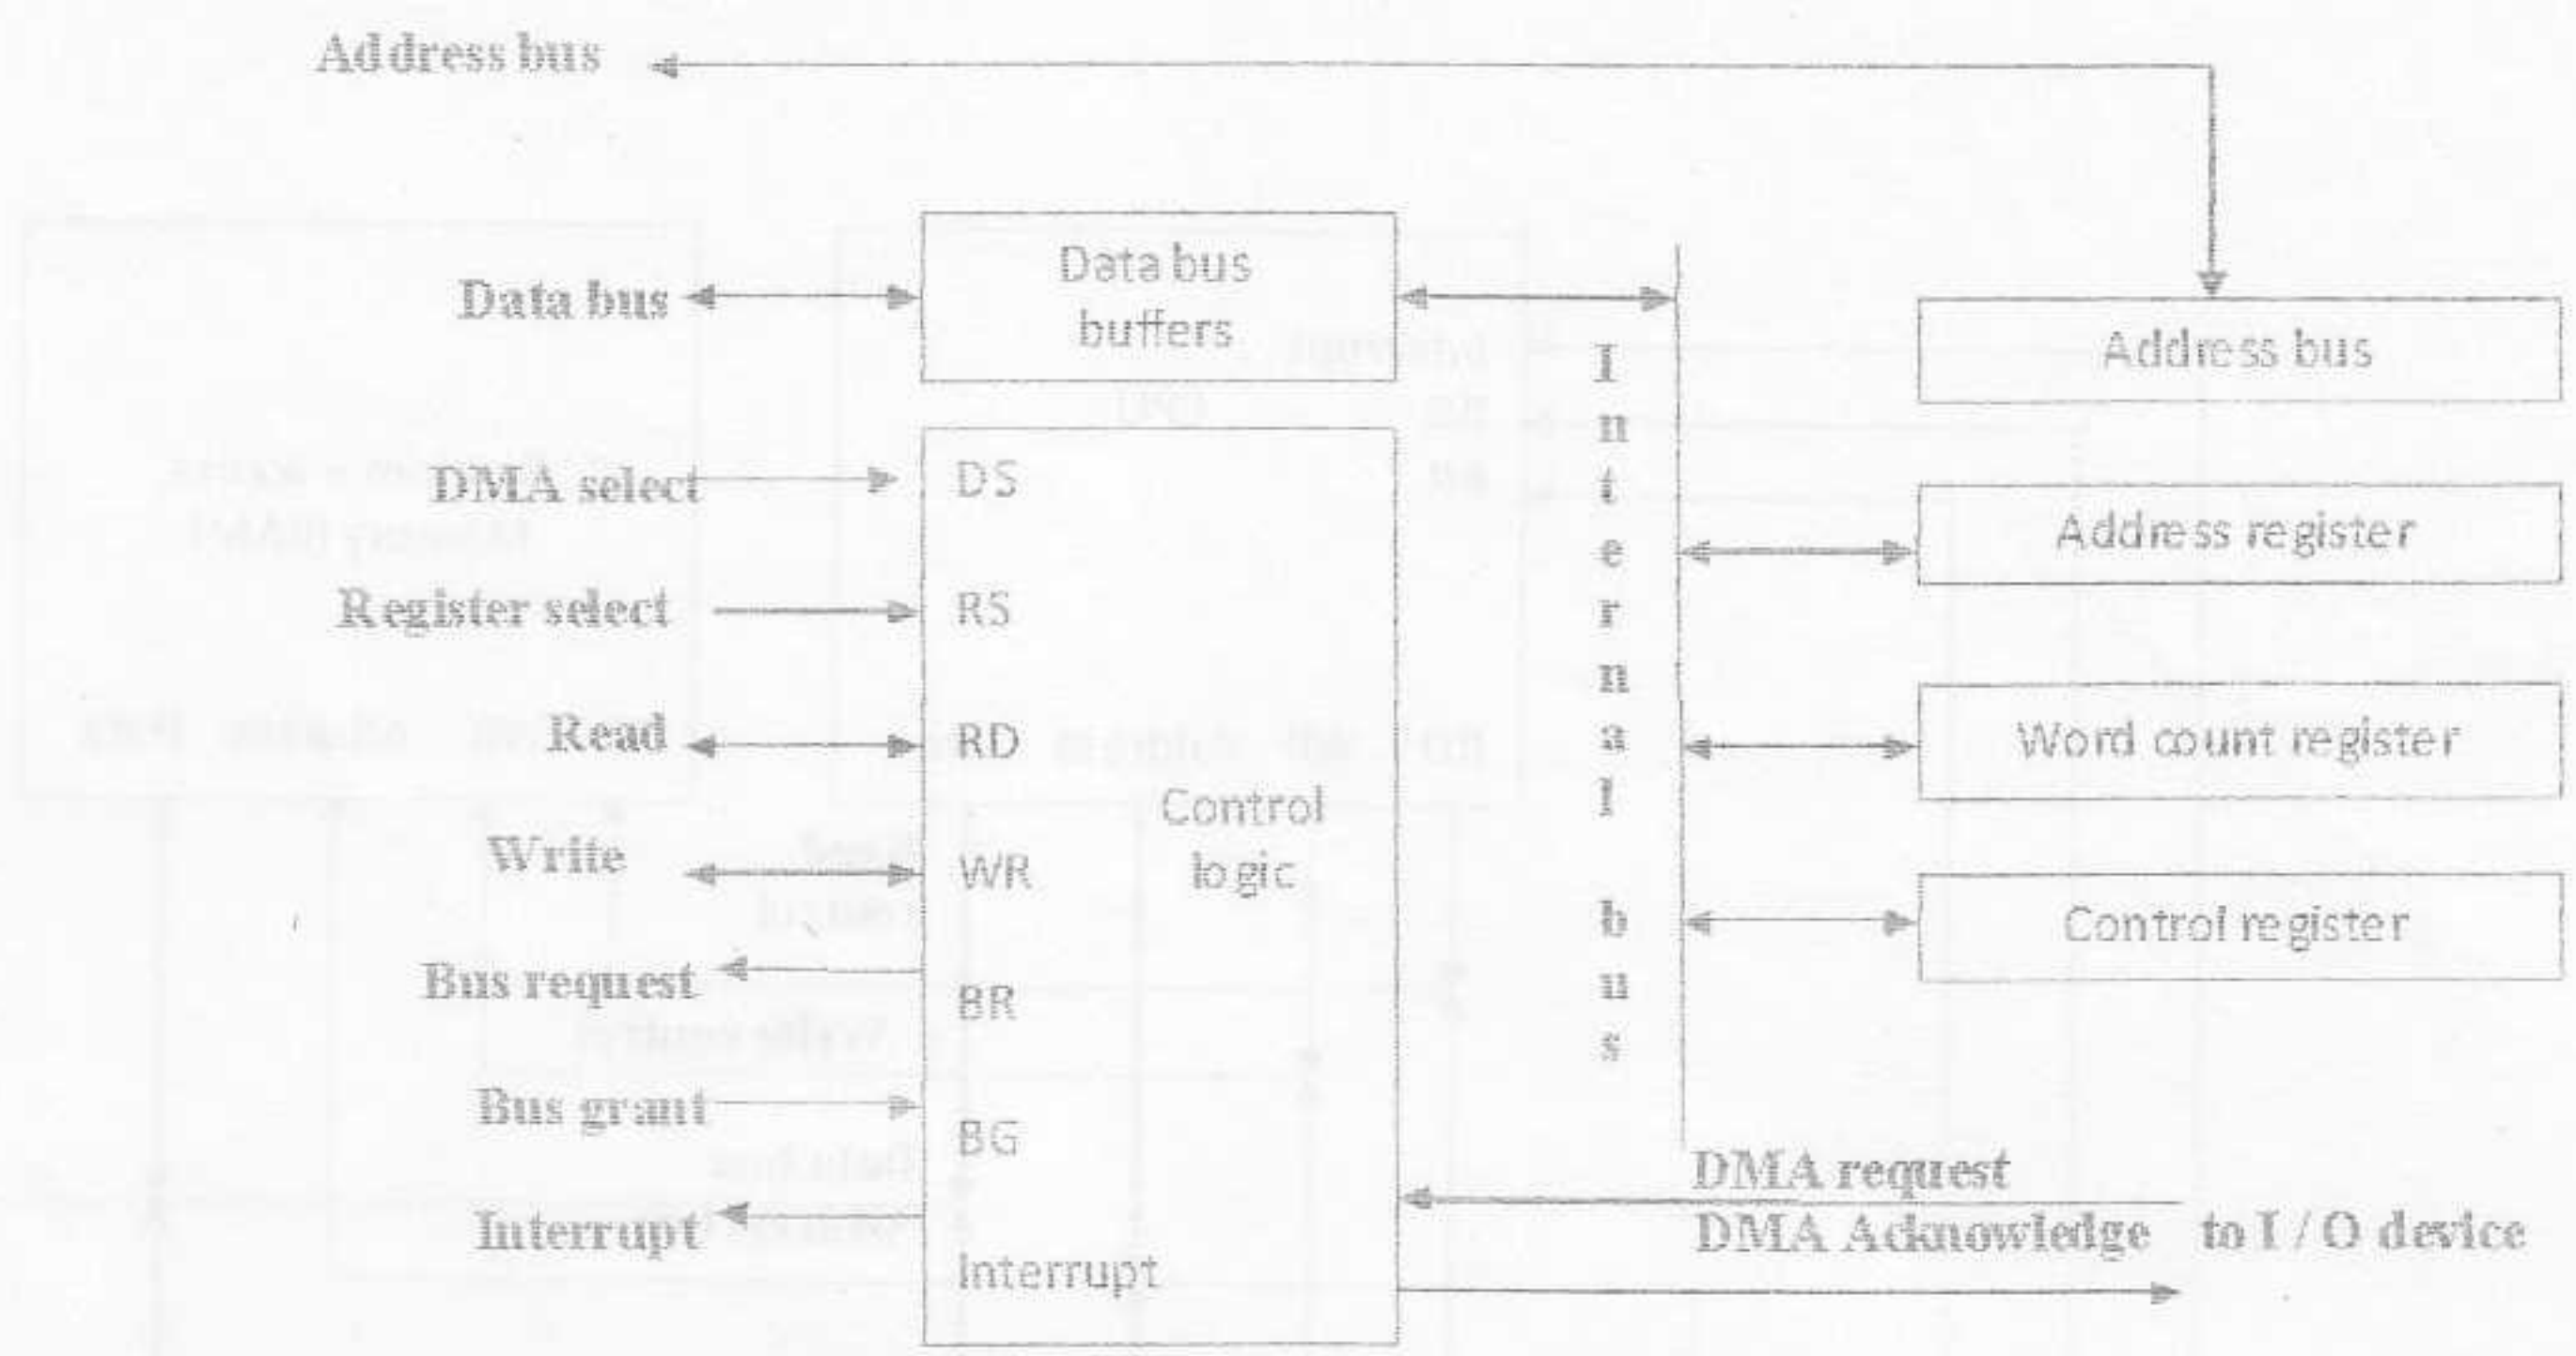 Address bus
Data bus
Data bus
buffers
Address bus
DMA select
DS
Address register
Register select
RS
Read
RD
Word count register
Control
logic
Write
WR
Control register
Bus request
BR
Bus grant
BG
Interrupt
Interrupt
Internal bus
DMA request
DMA Acknowledge to I / O device